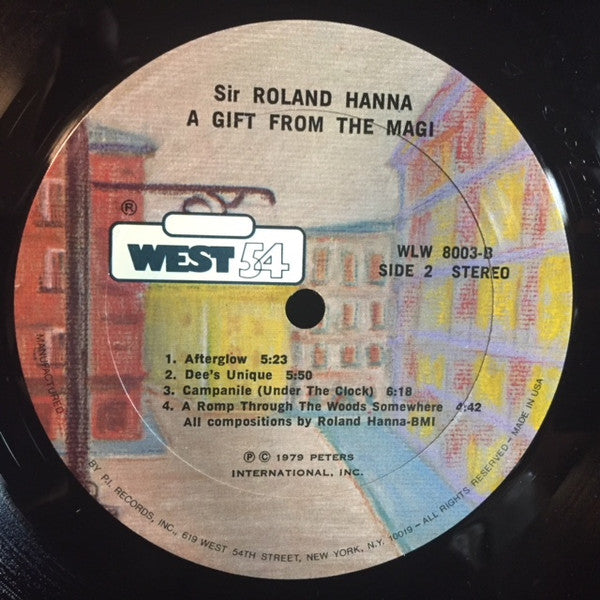 Sir ROLAND HANNA
A GIFT FROM THE MAGI
®
WEST 54
WLW 8003-B
SIDE 2 STEREO
1. Afterglow 5:23
2. Dee's Unique 5:50
3. Campanile (Under The Clock) 6:18
4. A Romp Through The Woods Somewhere 4:42
All compositions by Roland Hanna-BMI
℗ © 1979 PETERS
INTERNATIONAL, INC.
MANUFACTURED BY P.I. RECORDS, INC., 619 WEST 54TH STREET, NEW YORK, N.Y. 10019 – ALL RIGHTS RESERVED – MADE IN USA